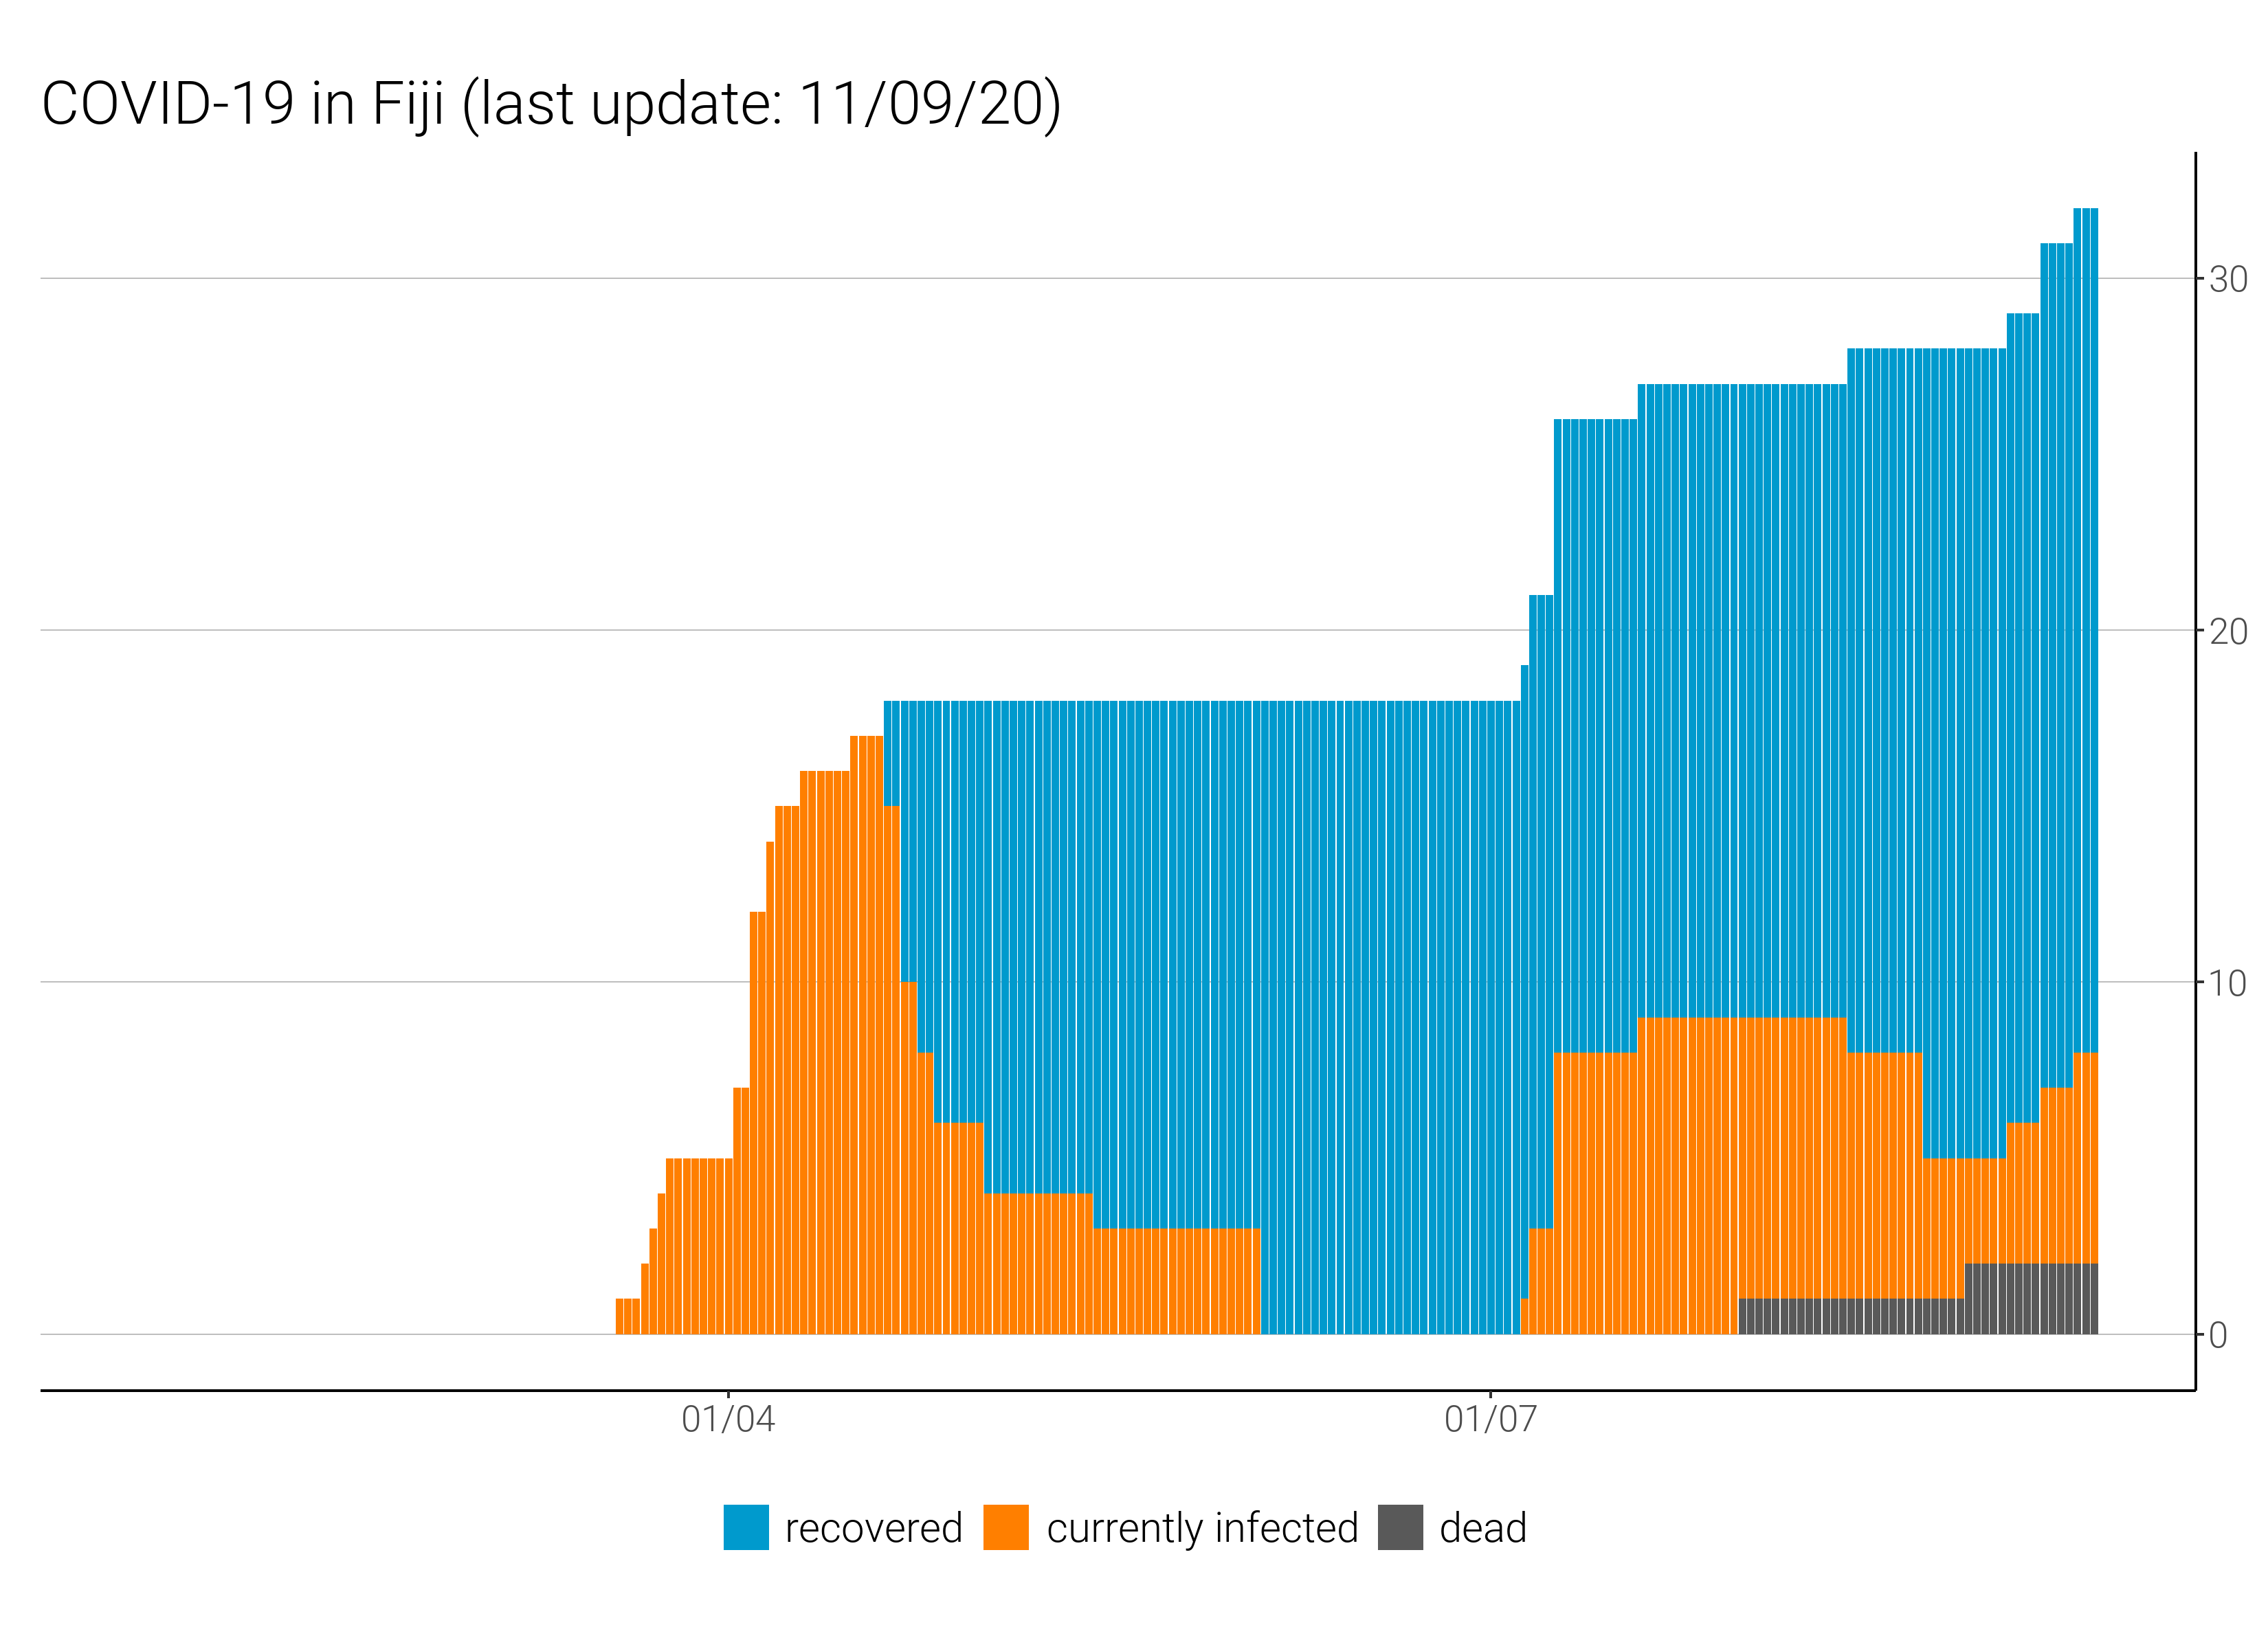 COVID-19 in Fiji (last update: 11/09/20)
30
20
10
0
01/04 01/07
recovered currently infected dead